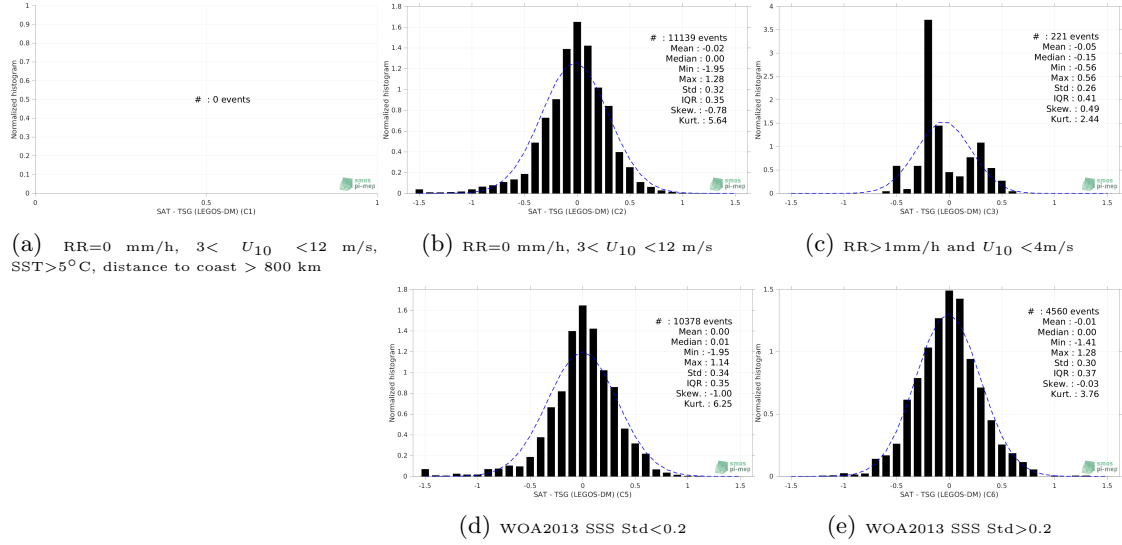 Normalized histogram
1
0.9
0.8
0.7
0.6
0.5
0.4
0.3
0.2
0.1
0
# : 0 events
0
0.5
1
SAT - TSG (LEGOS-DM) (C1)
smos
pi-mep
(a) RR=0 mm/h, 3< U10 <12 m/s,
SST>5°C, distance to coast > 800 km
Normalized histogram
1.8
1.6
1.4
1.2
1
0.8
0.6
0.4
0.2
0
# : 11139 events
Mean : -0.02
Median : 0.00
Min : -1.95
Max : 1.28
Std : 0.32
IQR : 0.35
Skew. : -0.78
Kurt. : 5.64
-1.5
-1
-0.5
0
0.5
1
1.5
SAT - TSG (LEGOS-DM) (C2)
smos
pi-mep
(b) RR=0 mm/h, 3< U10 <12 m/s
Normalized histogram
4
3.5
3
2.5
2
1.5
1
0.5
0
# : 221 events
Mean : -0.05
Median : -0.15
Min : -0.56
Max : 0.56
Std : 0.26
IQR : 0.41
Skew. : 0.49
Kurt. : 2.44
-1.5
-1
-0.5
0
0.5
1
1.5
SAT - TSG (LEGOS-DM) (C3)
smos
pi-mep
(c) RR>1mm/h and U10 <4m/s
Normalized histogram
1.8
1.6
1.4
1.2
1
0.8
0.6
0.4
0.2
0
# : 10378 events
Mean : 0.00
Median : 0.01
Min : -1.95
Max : 1.14
Std : 0.34
IQR : 0.35
Skew. : -1.00
Kurt. : 6.25
-1.5
-1
-0.5
0
0.5
1
1.5
SAT - TSG (LEGOS-DM) (C5)
smos
pi-mep
(d) WOA2013 SSS Std<0.2
Normalized histogram
1.5
1
0.5
0
# : 4560 events
Mean : -0.01
Median : 0.00
Min : -1.41
Max : 1.28
Std : 0.30
IQR : 0.37
Skew. : -0.03
Kurt. : 3.76
-1.5
-1
-0.5
0
0.5
1
1.5
SAT - TSG (LEGOS-DM) (C6)
smos
pi-mep
(e) WOA2013 SSS Std>0.2